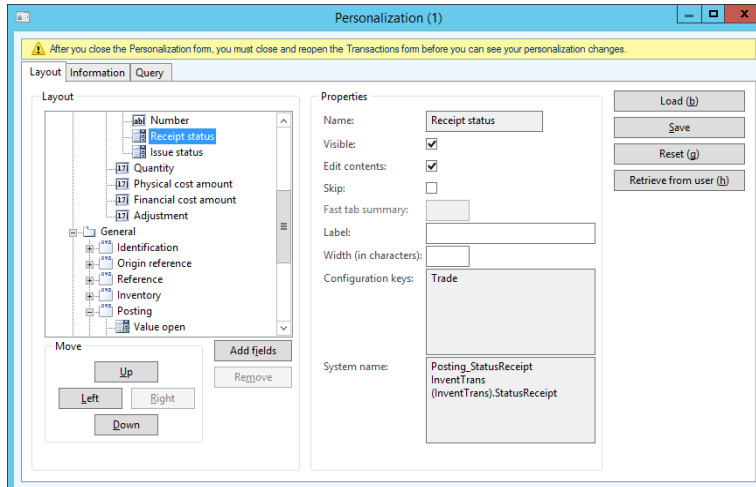 Personalization (1)
After you close the Personalization form, you must close and reopen the Transactions form before you can see your personalization changes.
Layout Information Query
Layout
Number
Receipt status
Issue status
Quantity
Physical cost amount
Financial cost amount
Adjustment
General
Identification
Origin reference
Reference
Inventory
Posting
Value open
Move
Up
Left Right
Down
Add fields
Remove
Properties
Name: Receipt status
Visible:
Edit contents:
Skip:
Fast tab summary:
Label:
Width (in characters):
Configuration keys: Trade
System name: Posting_StatusReceipt
InventTrans
(InventTrans).StatusReceipt
Load (b)
Save
Reset (g)
Retrieve from user (h)